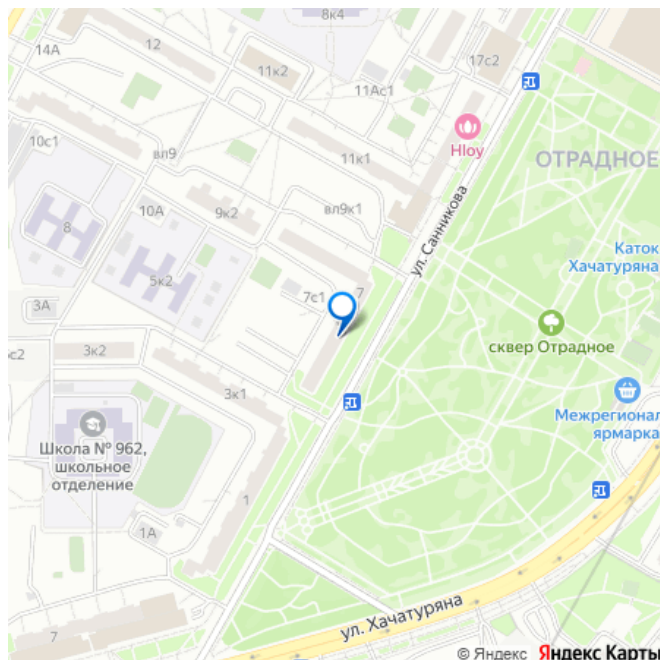 8к4
14А
12
17с2
11к2
11Ас1
Hloy
10с1
вл9
11к1
ОТРАДНОЕ
10А
9к2
вл9к1
8
ул. Санникова
Каток
Хачатуряна
5к2
7с1
7
3А
сквер Отрадное
с2
3к2
3к1
Межрегионал
ярмарка
Школа № 962,
школьное
отделение
1
1А
ул. Хачатуряна
7
© Яндекс Яндекс Карты